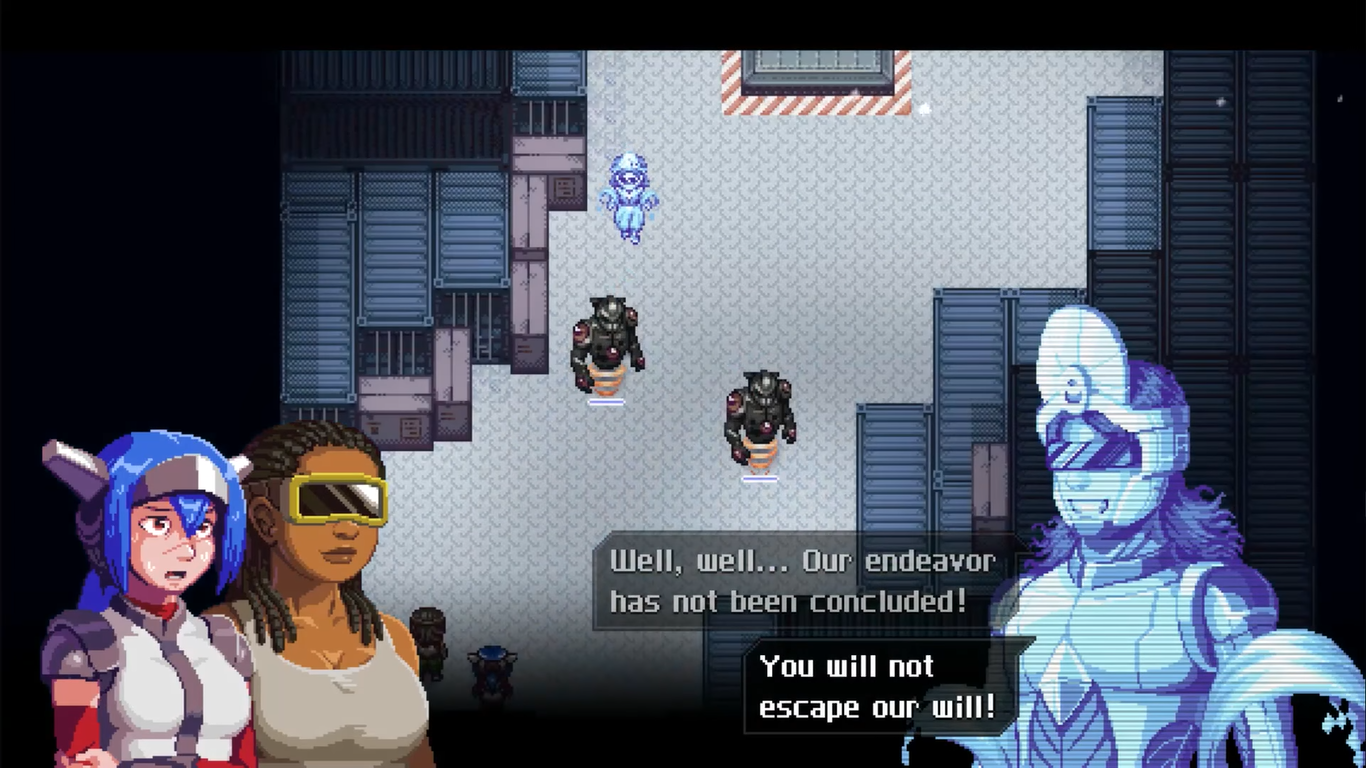 Well, well... Our endeavor
has not been concluded!
You will not
escape our will!